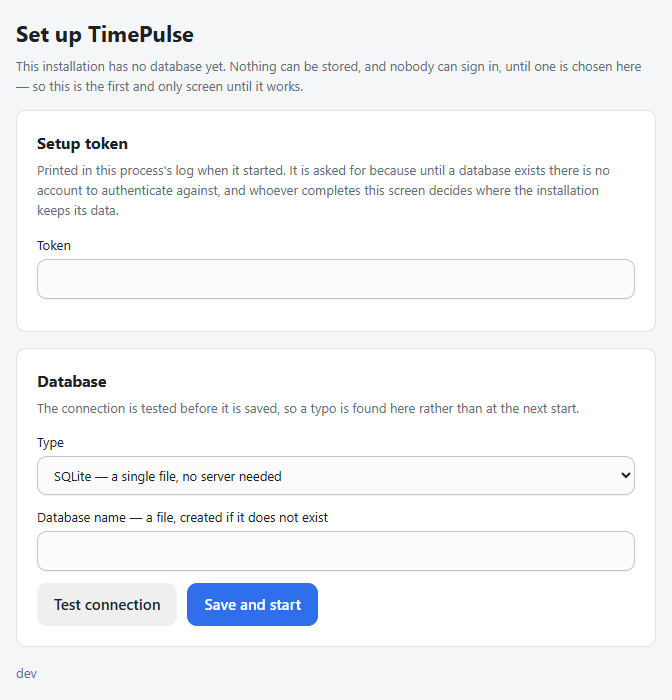 Set up TimePulse
This installation has no database yet. Nothing can be stored, and nobody can sign in, until one is chosen here
— so this is the first and only screen until it works.
Setup token
Printed in this process's log when it started. It is asked for because until a database exists there is no
account to authenticate against, and whoever completes this screen decides where the installation
keeps its data.
Token
Database
The connection is tested before it is saved, so a typo is found here rather than at the next start.
Type
SQLite — a single file, no server needed
Database name — a file, created if it does not exist
Test connection
Save and start
dev